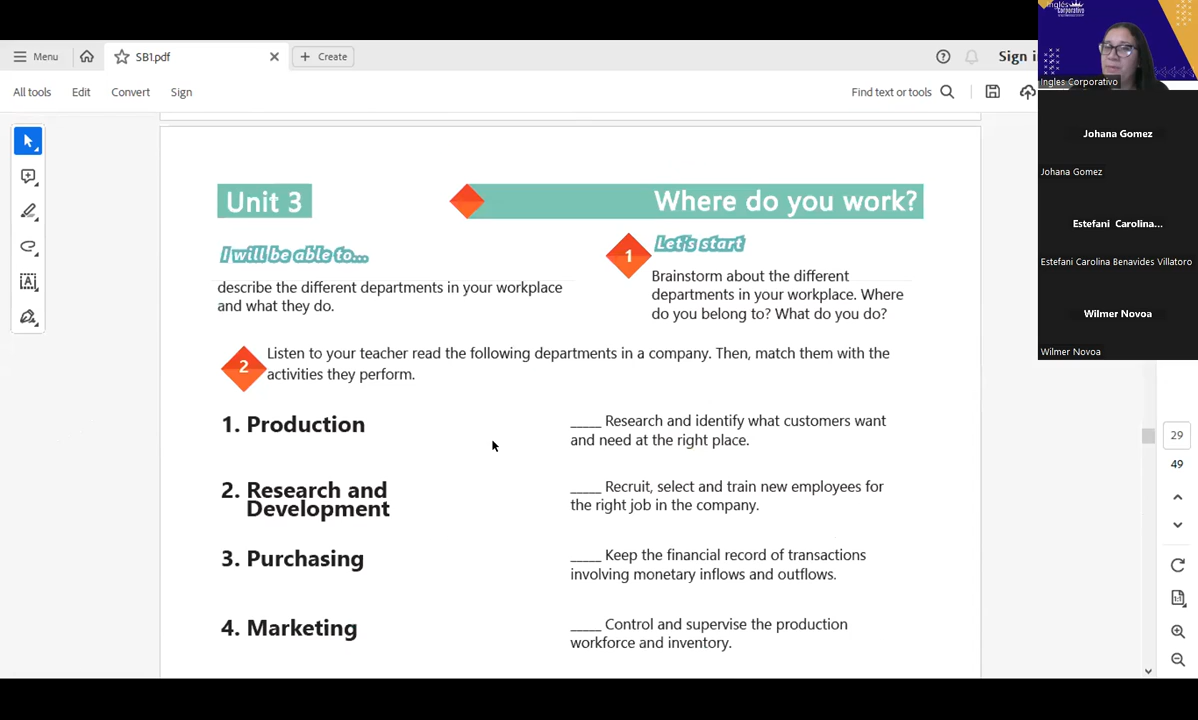 Menu
SB1.pdf
Create
Sign i
All tools
Edit
Convert
Sign
Find text or tools
Unit 3
Where do you work?
I will be able to...
describe the different departments in your workplace
and what they do.
1
Let's start
Brainstorm about the different
departments in your workplace. Where
do you belong to? What do you do?
2
Listen to your teacher read the following departments in a company. Then, match them with the
activities they perform.
1. Production
_____ Research and identify what customers want
and need at the right place.
2. Research and
Development
_____ Recruit, select and train new employees for
the right job in the company.
3. Purchasing
_____ Keep the financial record of transactions
involving monetary inflows and outflows.
4. Marketing
_____ Control and supervise the production
workforce and inventory.
Inglés
Corporativo
Ingles Corporativo
Johana Gomez
Johana Gomez
Estefani Carolina...
Estefani Carolina Benavides Villatoro
Wilmer Novoa
Wilmer Novoa
29
49
1:1